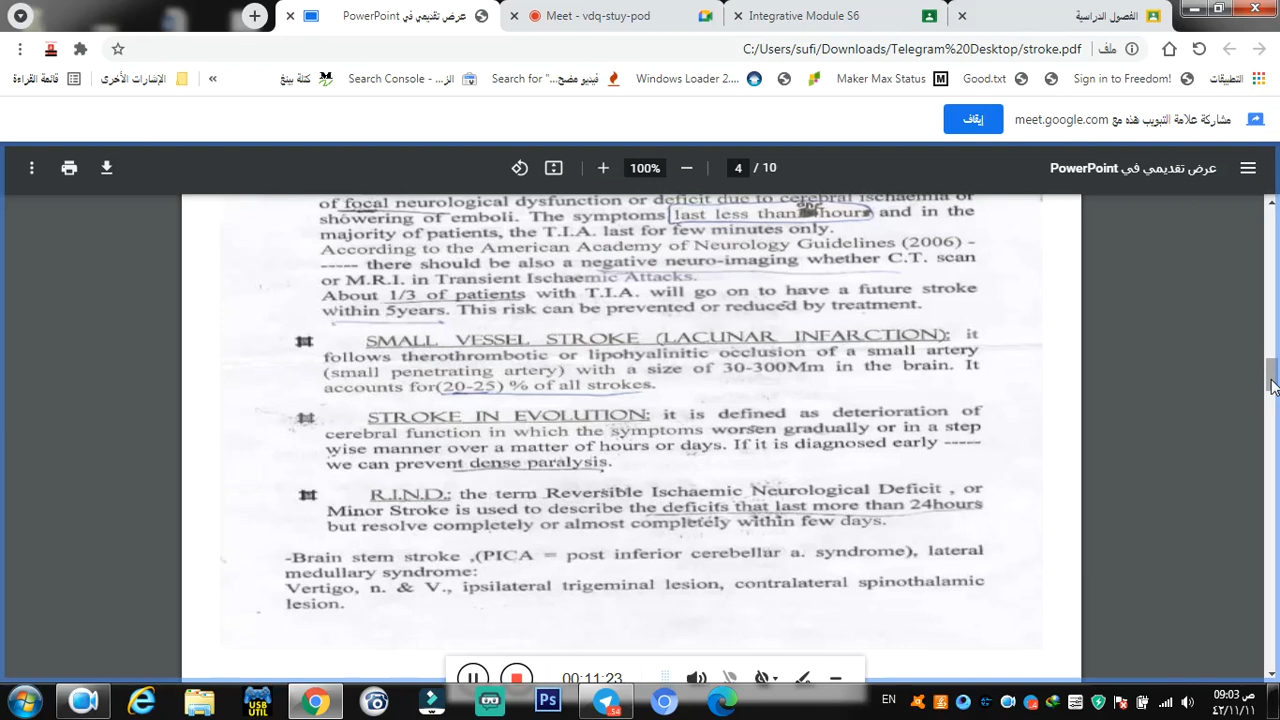 عرض تقديمي في PowerPoint
Meet - vdq-stuy-pod
Integrative Module S6
الفصول الدراسية
C:/Users/sufi/Downloads/Telegram%20Desktop/stroke.pdf
ملف
قائمة القراءة
الإشارات الأخرى
«
كتلة بينغ
Search Console - ...الز
Search for "...فيديو مضح
Windows Loader 2....
Maker Max Status
Good.txt
Sign in to Freedom!
التطبيقات
إيقاف
مشاركة علامة التبويب هذه مع meet.google.com
100%
4 / 10
عرض تقديمي في PowerPoint
of focal neurological dysfunction or deficit due to cerebral ischaemia or
showering of emboli. The symptoms last less than hours and in the
majority of patients, the T.I.A. last for few minutes only.
According to the American Academy of Neurology Guidelines (2006) -
----- there should be also a negative neuro-imaging whether C.T. scan
or M.R.I. in Transient Ischaemic Attacks.
About 1/3 of patients with T.I.A. will go on to have a future stroke
within 5years. This risk can be prevented or reduced by treatment.
SMALL VESSEL STROKE (LACUNAR INFARCTION): it
follows therothrombotic or lipohyalinitic occlusion of a small artery
(small penetrating artery) with a size of 30-300Mm in the brain. It
accounts for(20-25) % of all strokes.
STROKE IN EVOLUTION: it is defined as deterioration of
cerebral function in which the symptoms worsen gradually or in a step
wise manner over a matter of hours or days. If it is diagnosed early -----
we can prevent dense paralysis.
R.I.N.D.: the term Reversible Ischaemic Neurological Deficit , or
Minor Stroke is used to describe the deficits that last more than 24hours
but resolve completely or almost completely within few days.
-Brain stem stroke ,(PICA = post inferior cerebellar a. syndrome), lateral
medullary syndrome:
Vertigo, n. & V., ipsilateral trigeminal lesion, contralateral spinothalamic
lesion.
00:11:23
USB
UTIL
Ps
54
EN
09:03 ص
٤٢/١١/١١